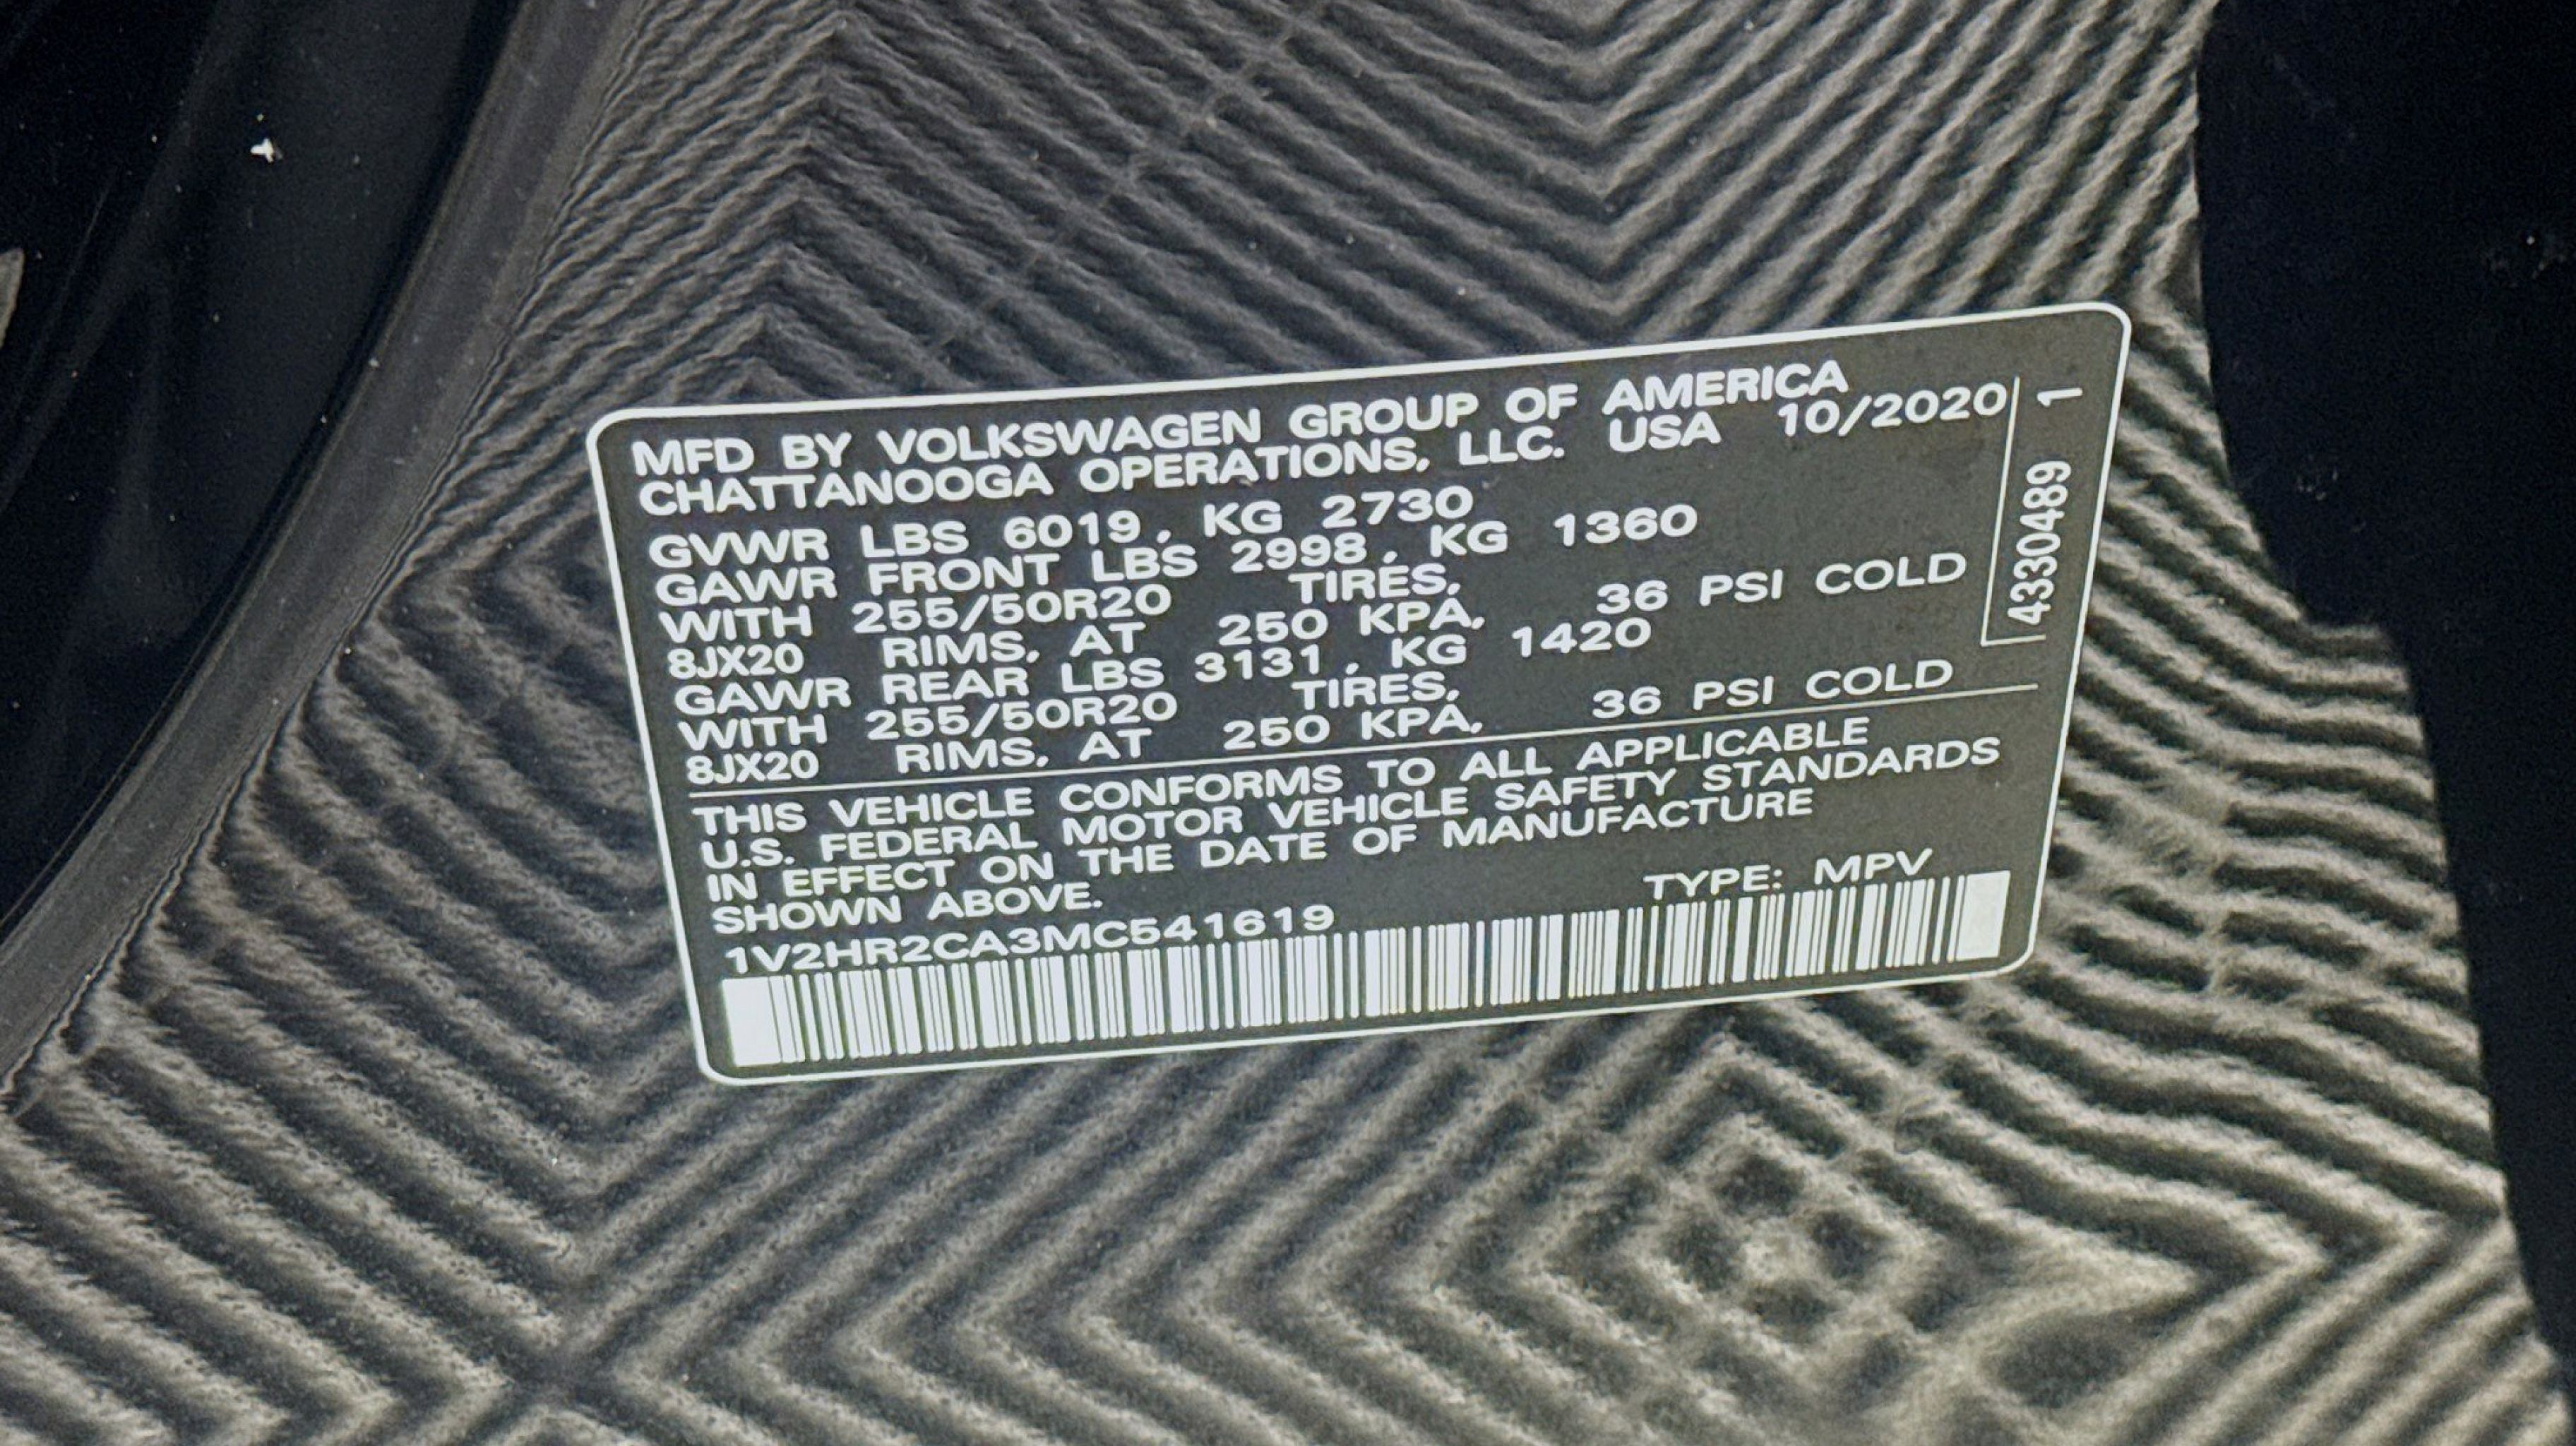 MFD BY VOLKSWAGEN GROUP OF AMERICA
CHATTANOOGA OPERATIONS, LLC. USA 10/2020
GVWR LBS 6019, KG 2730
GAWR FRONT LBS 2998, KG 1360
WITH 255/50R20 TIRES,
8JX20 RIMS, AT 250 KPA, 36 PSI COLD
GAWR REAR LBS 3131, KG 1420
WITH 255/50R20 TIRES,
8JX20 RIMS, AT 250 KPA, 36 PSI COLD
THIS VEHICLE CONFORMS TO ALL APPLICABLE
U.S. FEDERAL MOTOR VEHICLE SAFETY STANDARDS
IN EFFECT ON THE DATE OF MANUFACTURE
SHOWN ABOVE.
TYPE: MPV
1V2HR2CA3MC541619
4330489 1